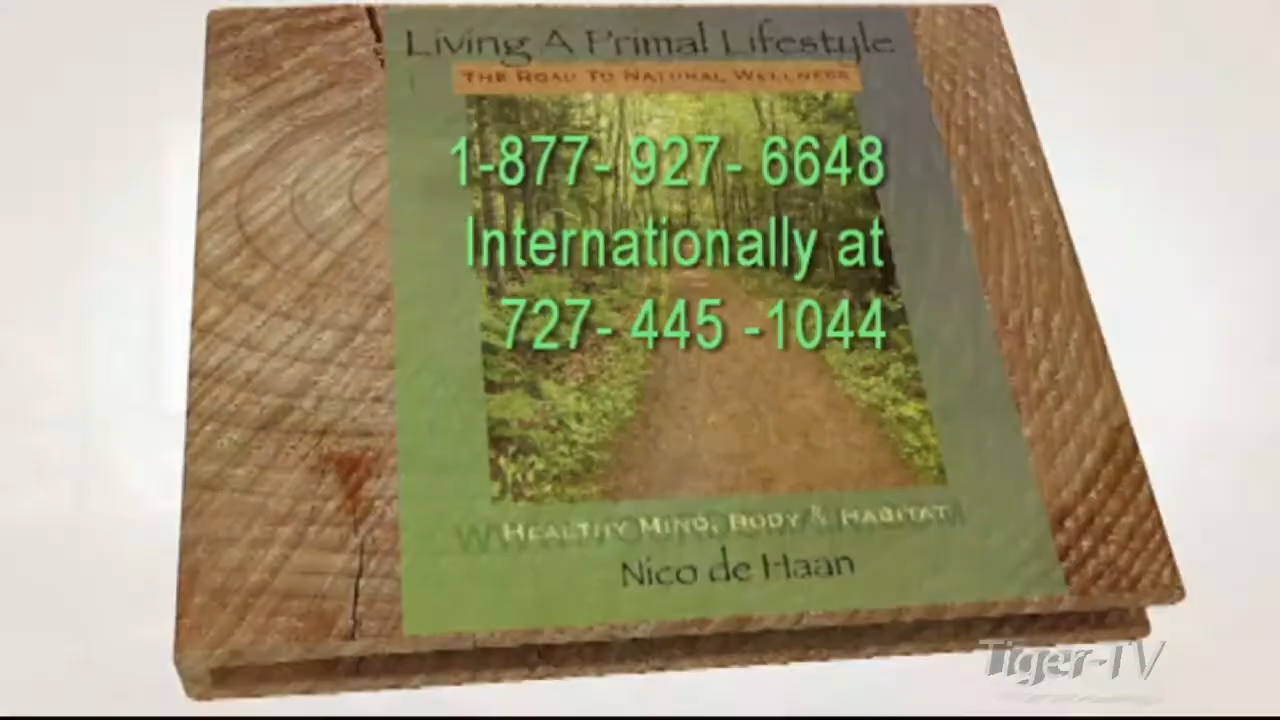 Living A Primal Lifestyle
THE ROAD TO NATURAL WELLNESS
1-877- 927- 6648
Internationally at
727- 445 -1044
HEALTHY MIND, BODY & HABITAT
Nico de Haan
Tiger-TV